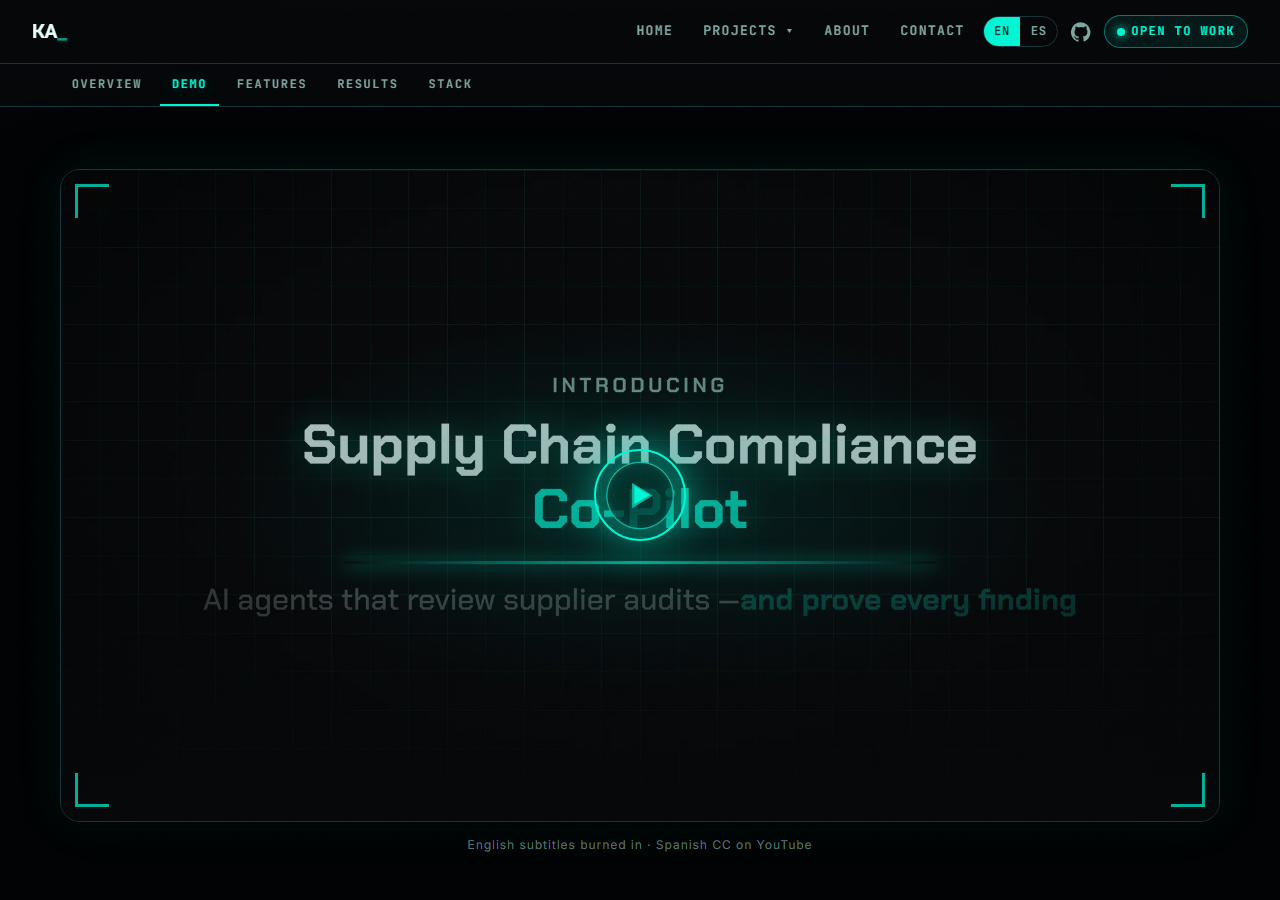 KA_
HOME PROJECTS ▾ ABOUT CONTACT EN ES OPEN TO WORK
OVERVIEW DEMO FEATURES RESULTS STACK
INTRODUCING
Supply Chain Compliance
Co-Pilot
AI agents that review supplier audits —and prove every finding
English subtitles burned in · Spanish CC on YouTube